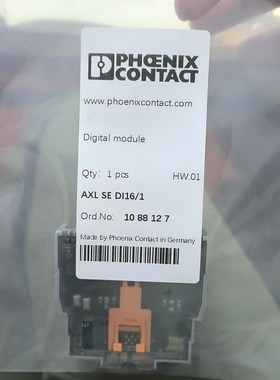 PHOENIX
CONTACT
www.phoenixcontact.com
Digital module
Qty: 1 pcs HW:01
AXL SE DI16/1
Ord.No: 10 88 12 7
Made by Phoenix Contact in Germany